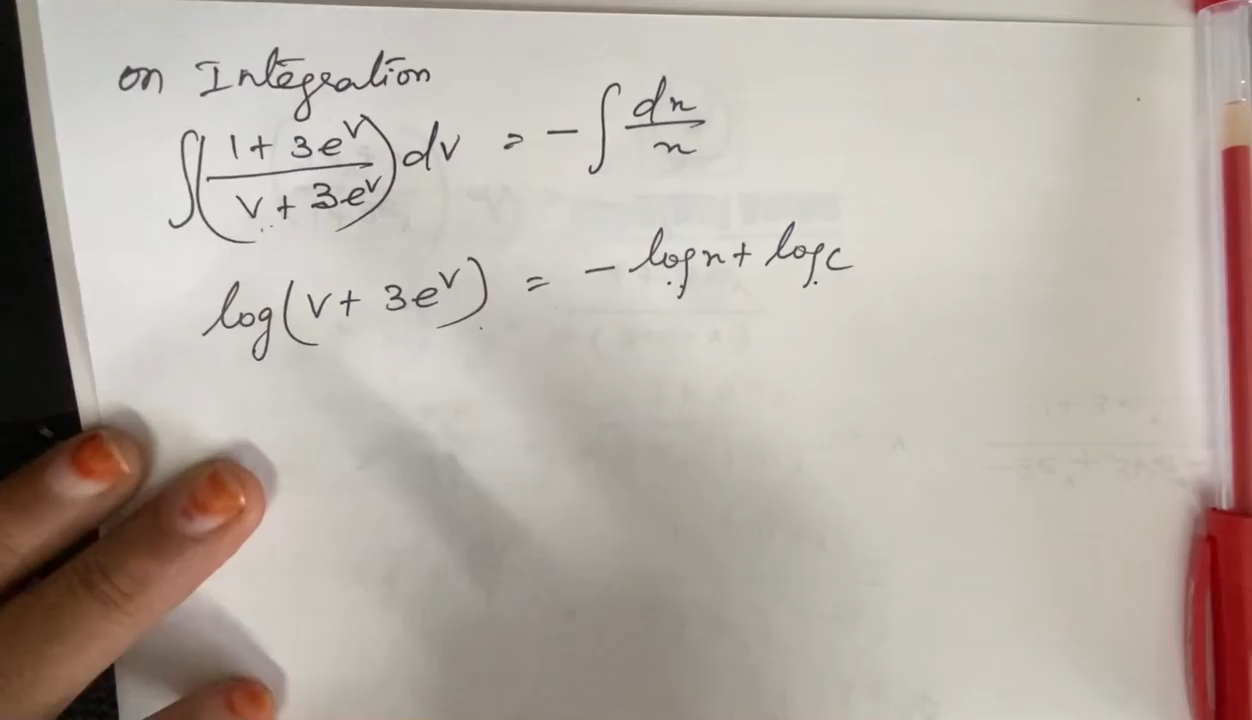 on Integration
∫((1 + 3e^v)/(v + 3e^v)) dv = -∫ dx/x
log(v + 3e^v) = - log x + log c